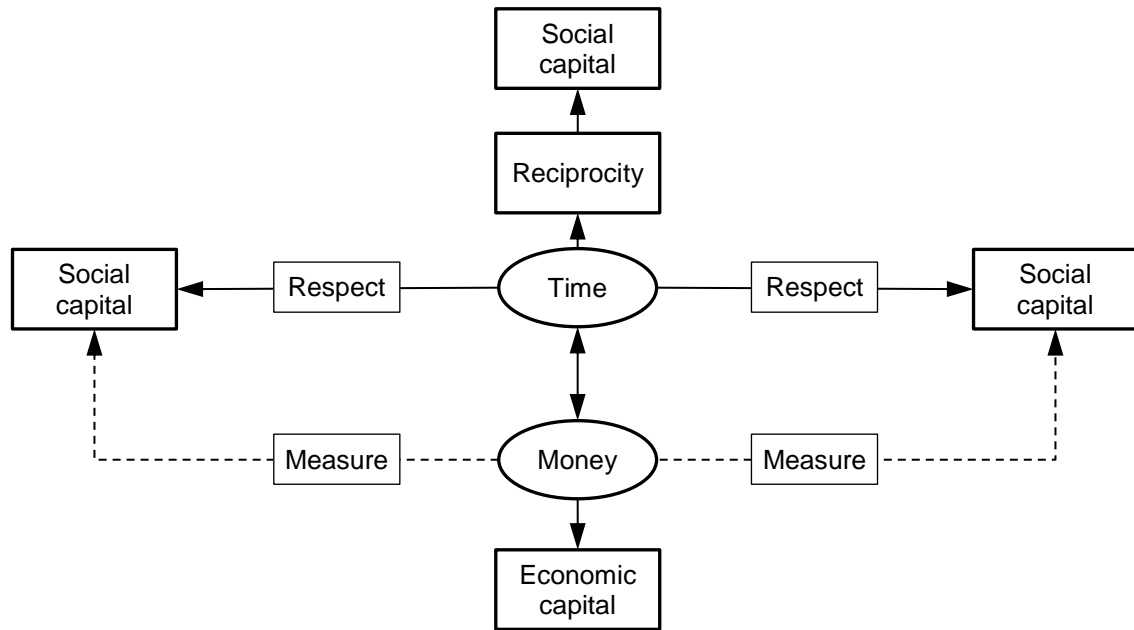 Social
capital
Reciprocity
Social
capital
Respect
Time
Respect
Social
capital
Measure
Money
Measure
Economic
capital